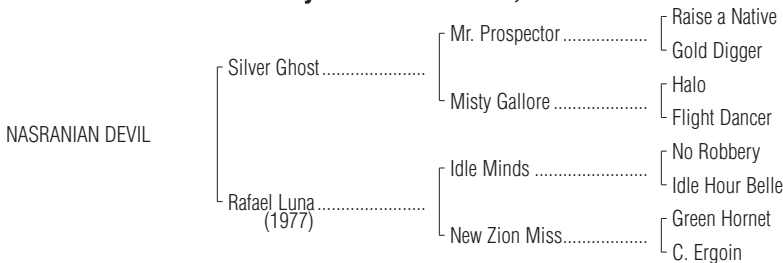 Raise a Native
Mr. Prospector ..................
Gold Digger
Silver Ghost ......................
Halo
Misty Gallore ....................
Flight Dancer
NASRANIAN DEVIL
No Robbery
Idle Minds ........................
Idle Hour Belle
Rafael Luna .......................
(1977)
Green Hornet
New Zion Miss..................
C. Ergoin